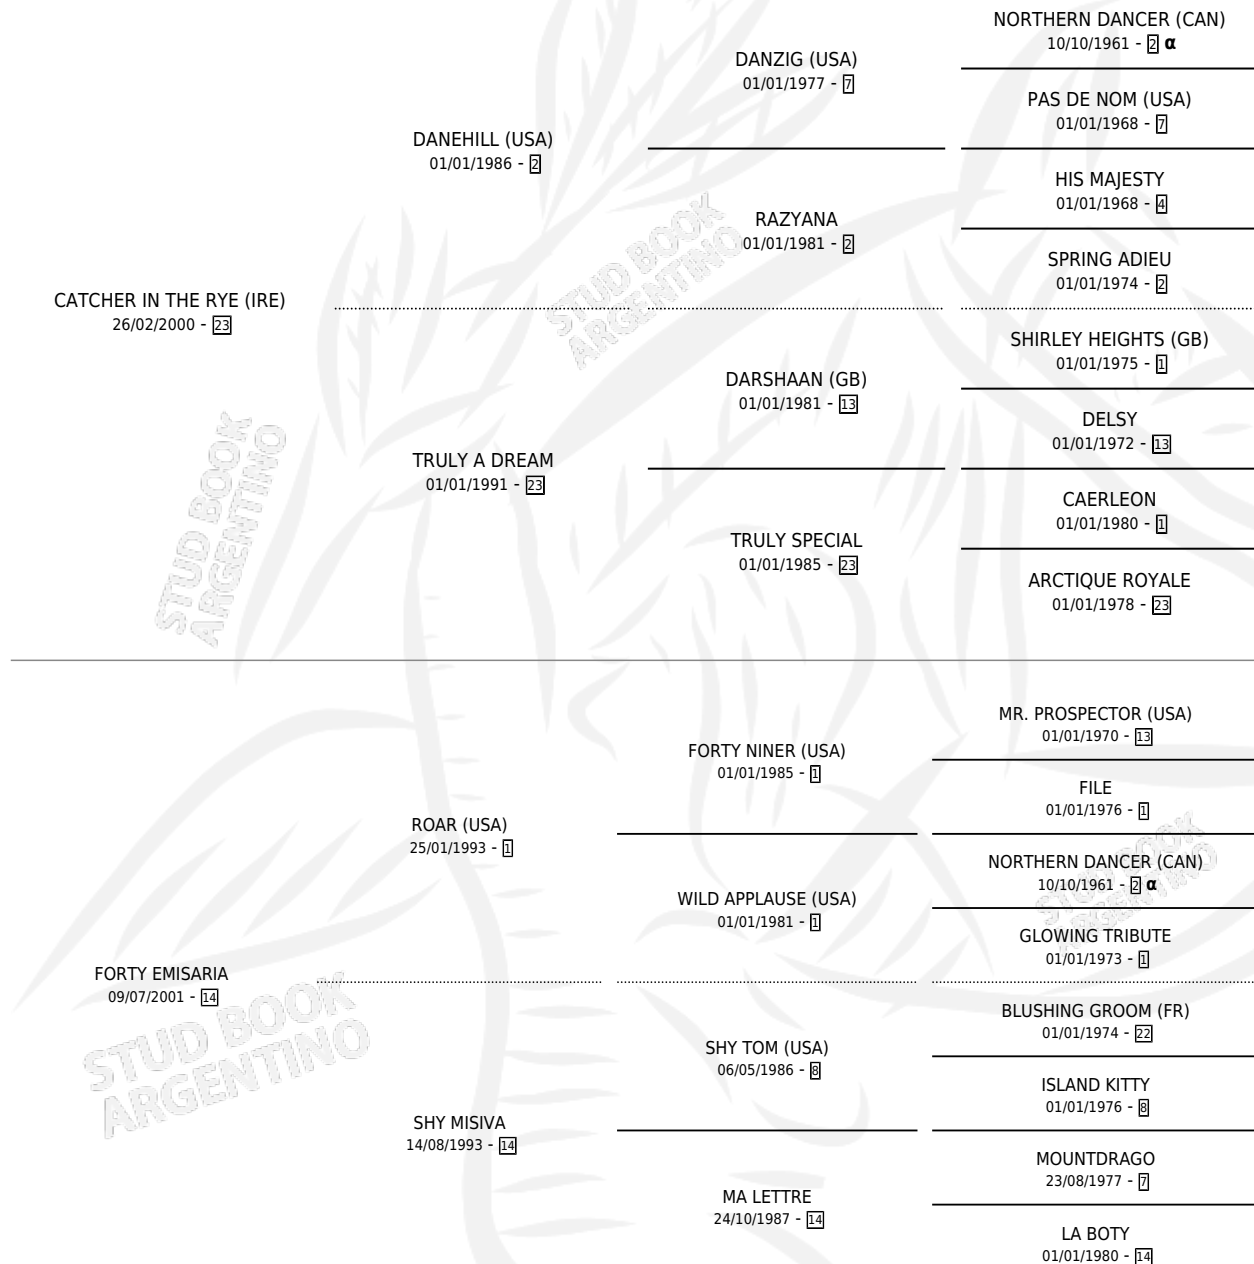 NORTHERN DANCER (CAN)
10/10/1961 - 2 α
DANZIG (USA)
01/01/1977 - 7
PAS DE NOM (USA)
01/01/1968 - 7
DANEHILL (USA)
01/01/1986 - 2
HIS MAJESTY
01/01/1968 - 4
RAZYANA
01/01/1981 - 2
SPRING ADIEU
01/01/1974 - 2
CATCHER IN THE RYE (IRE)
26/02/2000 - 23
STUD BOOK
ARGENTINO
SHIRLEY HEIGHTS (GB)
01/01/1975 - 1
DARSHAAN (GB)
01/01/1981 - 13
DELSY
01/01/1972 - 13
TRULY A DREAM
01/01/1991 - 23
CAERLEON
01/01/1980 - 1
TRULY SPECIAL
01/01/1985 - 23
ARCTIQUE ROYALE
01/01/1978 - 23
STUD BOOK
ARGENTINO
MR. PROSPECTOR (USA)
01/01/1970 - 13
FORTY NINER (USA)
01/01/1985 - 1
FILE
01/01/1976 - 1
ROAR (USA)
25/01/1993 - 1
NORTHERN DANCER (CAN)
10/10/1961 - 2 α
STUD BOOK
ARGENTINO
WILD APPLAUSE (USA)
01/01/1981 - 1
GLOWING TRIBUTE
01/01/1973 - 1
FORTY EMISARIA
09/07/2001 - 14
STUD BOOK
ARGENTINO
BLUSHING GROOM (FR)
01/01/1974 - 22
SHY TOM (USA)
06/05/1986 - 8
ISLAND KITTY
01/01/1976 - 8
SHY MISIVA
14/08/1993 - 14
MOUNTDRAGO
23/08/1977 - 7
MA LETTRE
24/10/1987 - 14
LA BOTY
01/01/1980 - 14